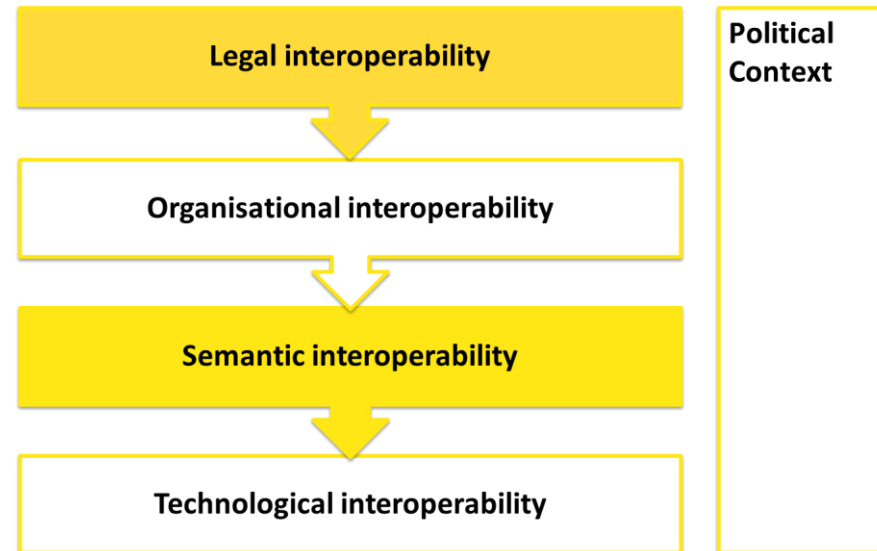 Legal interoperability
Organisational interoperability
Semantic interoperability
Technological interoperability
Political
Context